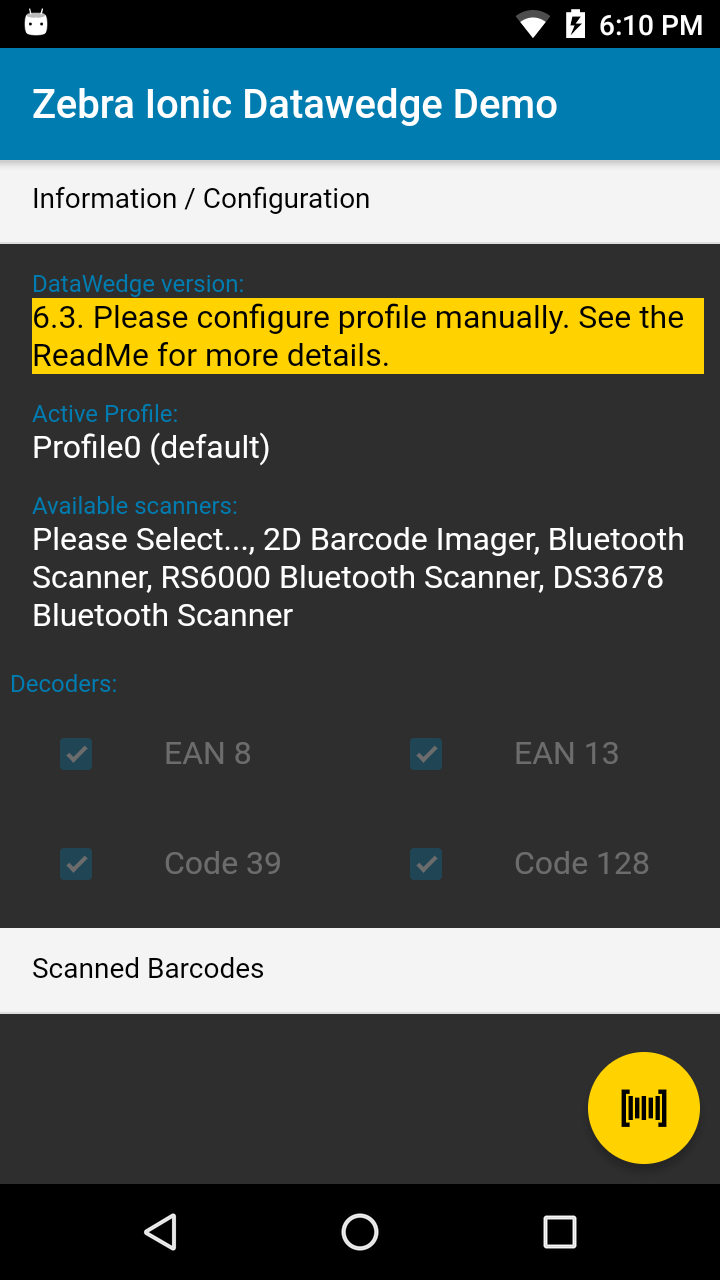 6:10 PM
Zebra Ionic Datawedge Demo
Information / Configuration
DataWedge version:
6.3. Please configure profile manually. See the
ReadMe for more details.
Active Profile:
Profile0 (default)
Available scanners:
Please Select..., 2D Barcode Imager, Bluetooth
Scanner, RS6000 Bluetooth Scanner, DS3678
Bluetooth Scanner
Decoders:
EAN 8 EAN 13
Code 39 Code 128
Scanned Barcodes